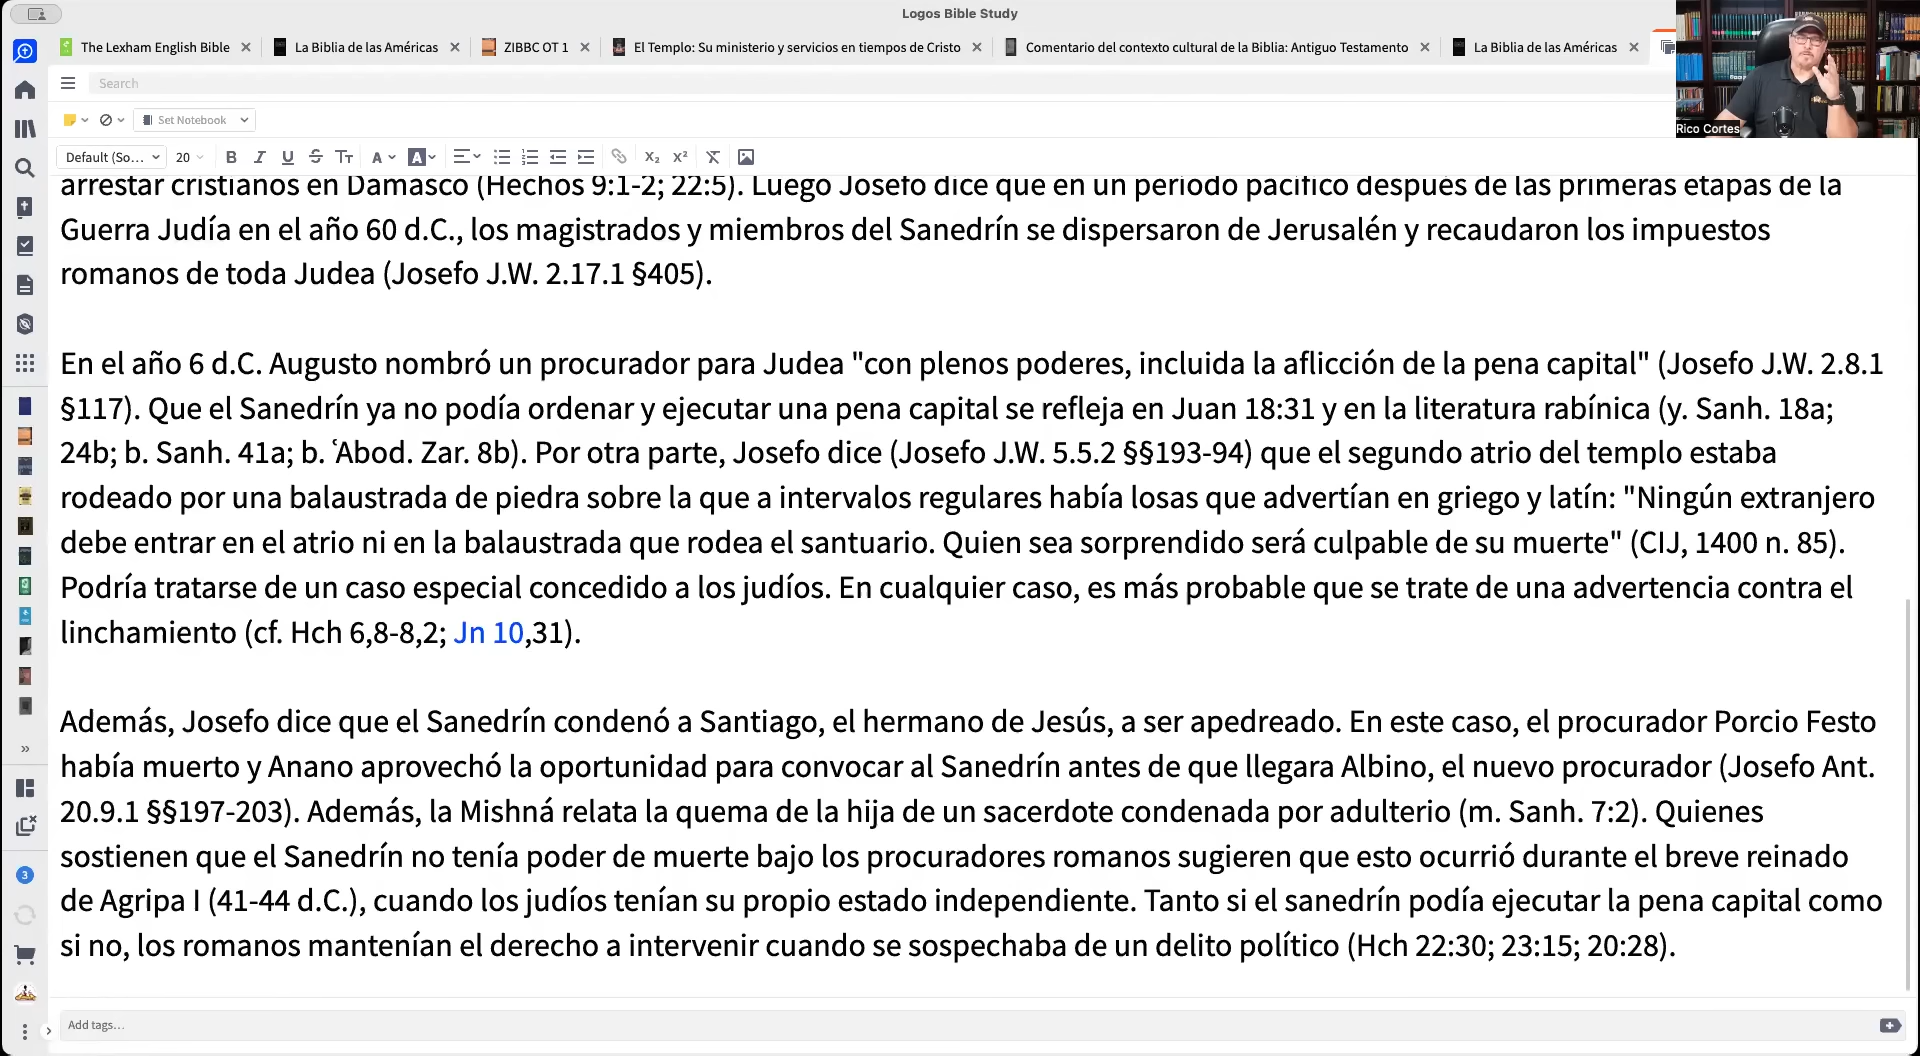 Logos Bible Study
The Lexham English Bible
La Biblia de las Américas
ZIBBC OT 1
El Templo: Su ministerio y servicios en tiempos de Cristo
Comentario del contexto cultural de la Biblia: Antiguo Testamento
La Biblia de las Américas
Search
Set Notebook
Default (So...
20
Rico Cortes
arrestar cristianos en Damasco (Hechos 9:1-2; 22:5). Luego Josefo dice que en un período pacífico después de las primeras etapas de la
Guerra Judía en el año 60 d.C., los magistrados y miembros del Sanedrín se dispersaron de Jerusalén y recaudaron los impuestos
romanos de toda Judea (Josefo J.W. 2.17.1 §405).
En el año 6 d.C. Augusto nombró un procurador para Judea "con plenos poderes, incluida la aflicción de la pena capital" (Josefo J.W. 2.8.1
§117). Que el Sanedrín ya no podía ordenar y ejecutar una pena capital se refleja en Juan 18:31 y en la literatura rabínica (y. Sanh. 18a;
24b; b. Sanh. 41a; b. ʿAbod. Zar. 8b). Por otra parte, Josefo dice (Josefo J.W. 5.5.2 §§193-94) que el segundo atrio del templo estaba
rodeado por una balaustrada de piedra sobre la que a intervalos regulares había losas que advertían en griego y latín: "Ningún extranjero
debe entrar en el atrio ni en la balaustrada que rodea el santuario. Quien sea sorprendido será culpable de su muerte" (CIJ, 1400 n. 85).
Podría tratarse de un caso especial concedido a los judíos. En cualquier caso, es más probable que se trate de una advertencia contra el
linchamiento (cf. Hch 6,8-8,2; Jn 10,31).
Además, Josefo dice que el Sanedrín condenó a Santiago, el hermano de Jesús, a ser apedreado. En este caso, el procurador Porcio Festo
había muerto y Anano aprovechó la oportunidad para convocar al Sanedrín antes de que llegara Albino, el nuevo procurador (Josefo Ant.
20.9.1 §§197-203). Además, la Mishná relata la quema de la hija de un sacerdote condenada por adulterio (m. Sanh. 7:2). Quienes
sostienen que el Sanedrín no tenía poder de muerte bajo los procuradores romanos sugieren que esto ocurrió durante el breve reinado
de Agripa I (41-44 d.C.), cuando los judíos tenían su propio estado independiente. Tanto si el sanedrín podía ejecutar la pena capital como
si no, los romanos mantenían el derecho a intervenir cuando se sospechaba de un delito político (Hch 22:30; 23:15; 20:28).
3
Add tags...